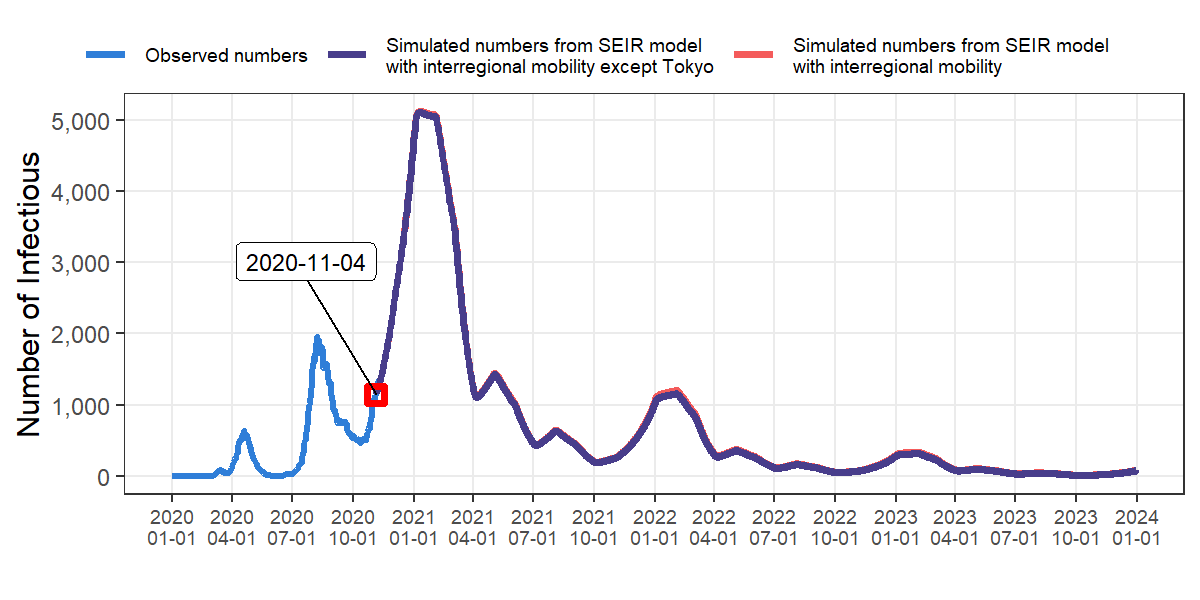 Observed numbers
Simulated numbers from SEIR model
with interregional mobility except Tokyo
Simulated numbers from SEIR model
with interregional mobility
Number of Infectious
5,000
4,000
3,000
2,000
1,000
0
2020-11-04
2020 2020 2020 2020 2021 2021 2021 2021 2022 2022 2022 2022 2023 2023 2023 2023 2024
01-01 04-01 07-01 10-01 01-01 04-01 07-01 10-01 01-01 04-01 07-01 10-01 01-01 04-01 07-01 10-01 01-01